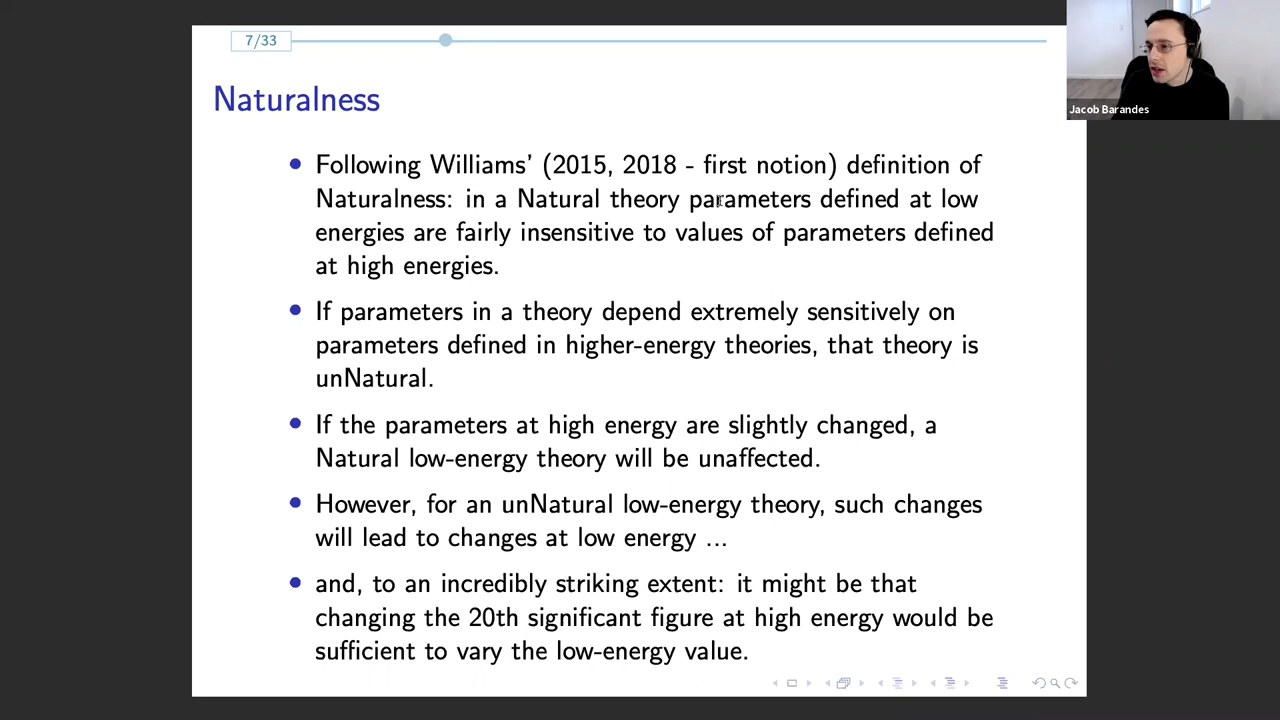 7/33
Jacob Barandes
Naturalness
Following Williams' (2015, 2018 - first notion) definition of
Naturalness: in a Natural theory parameters defined at low
energies are fairly insensitive to values of parameters defined
at high energies.
If parameters in a theory depend extremely sensitively on
parameters defined in higher-energy theories, that theory is
unNatural.
If the parameters at high energy are slightly changed, a
Natural low-energy theory will be unaffected.
However, for an unNatural low-energy theory, such changes
will lead to changes at low energy ...
and, to an incredibly striking extent: it might be that
changing the 20th significant figure at high energy would be
sufficient to vary the low-energy value.